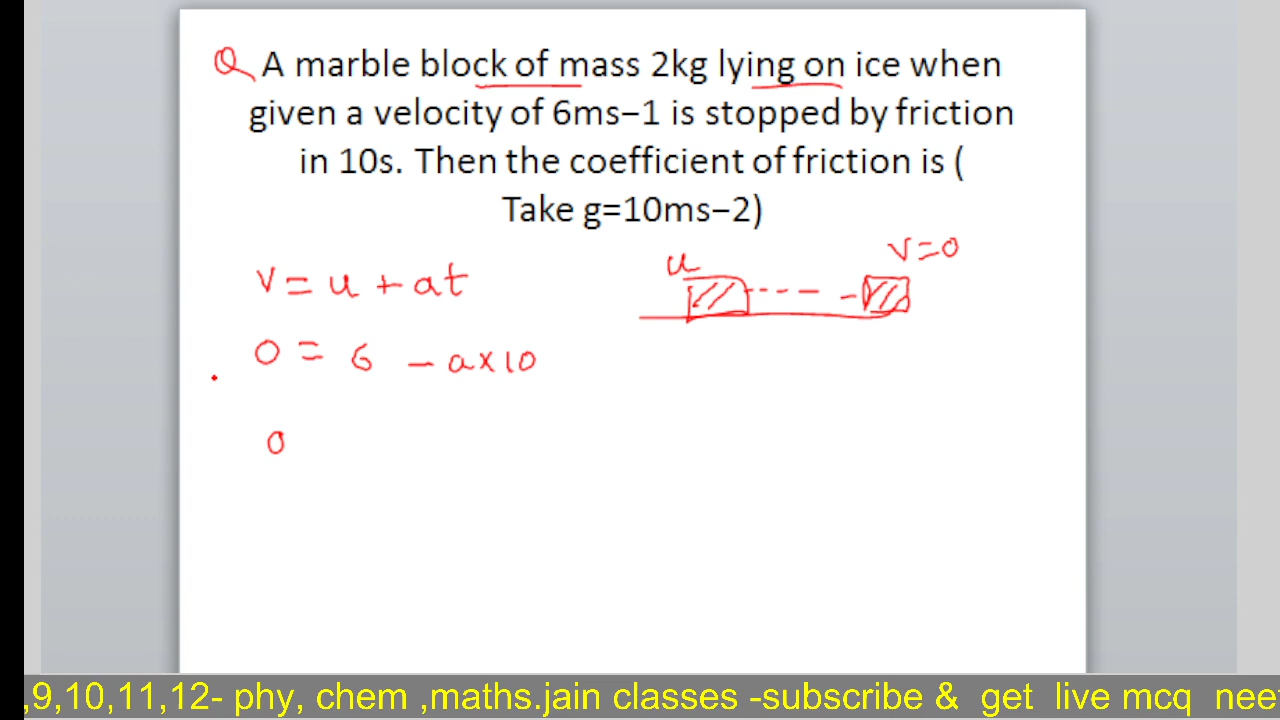 Q A marble block of mass 2kg lying on ice when
given a velocity of 6ms−1 is stopped by friction
in 10s. Then the coefficient of friction is (
Take g=10ms−2)
v = u + at
u
v=0
0 = 6 - a×10
0
,9,10,11,12- phy, chem ,maths.jain classes -subscribe & get live mcq nee